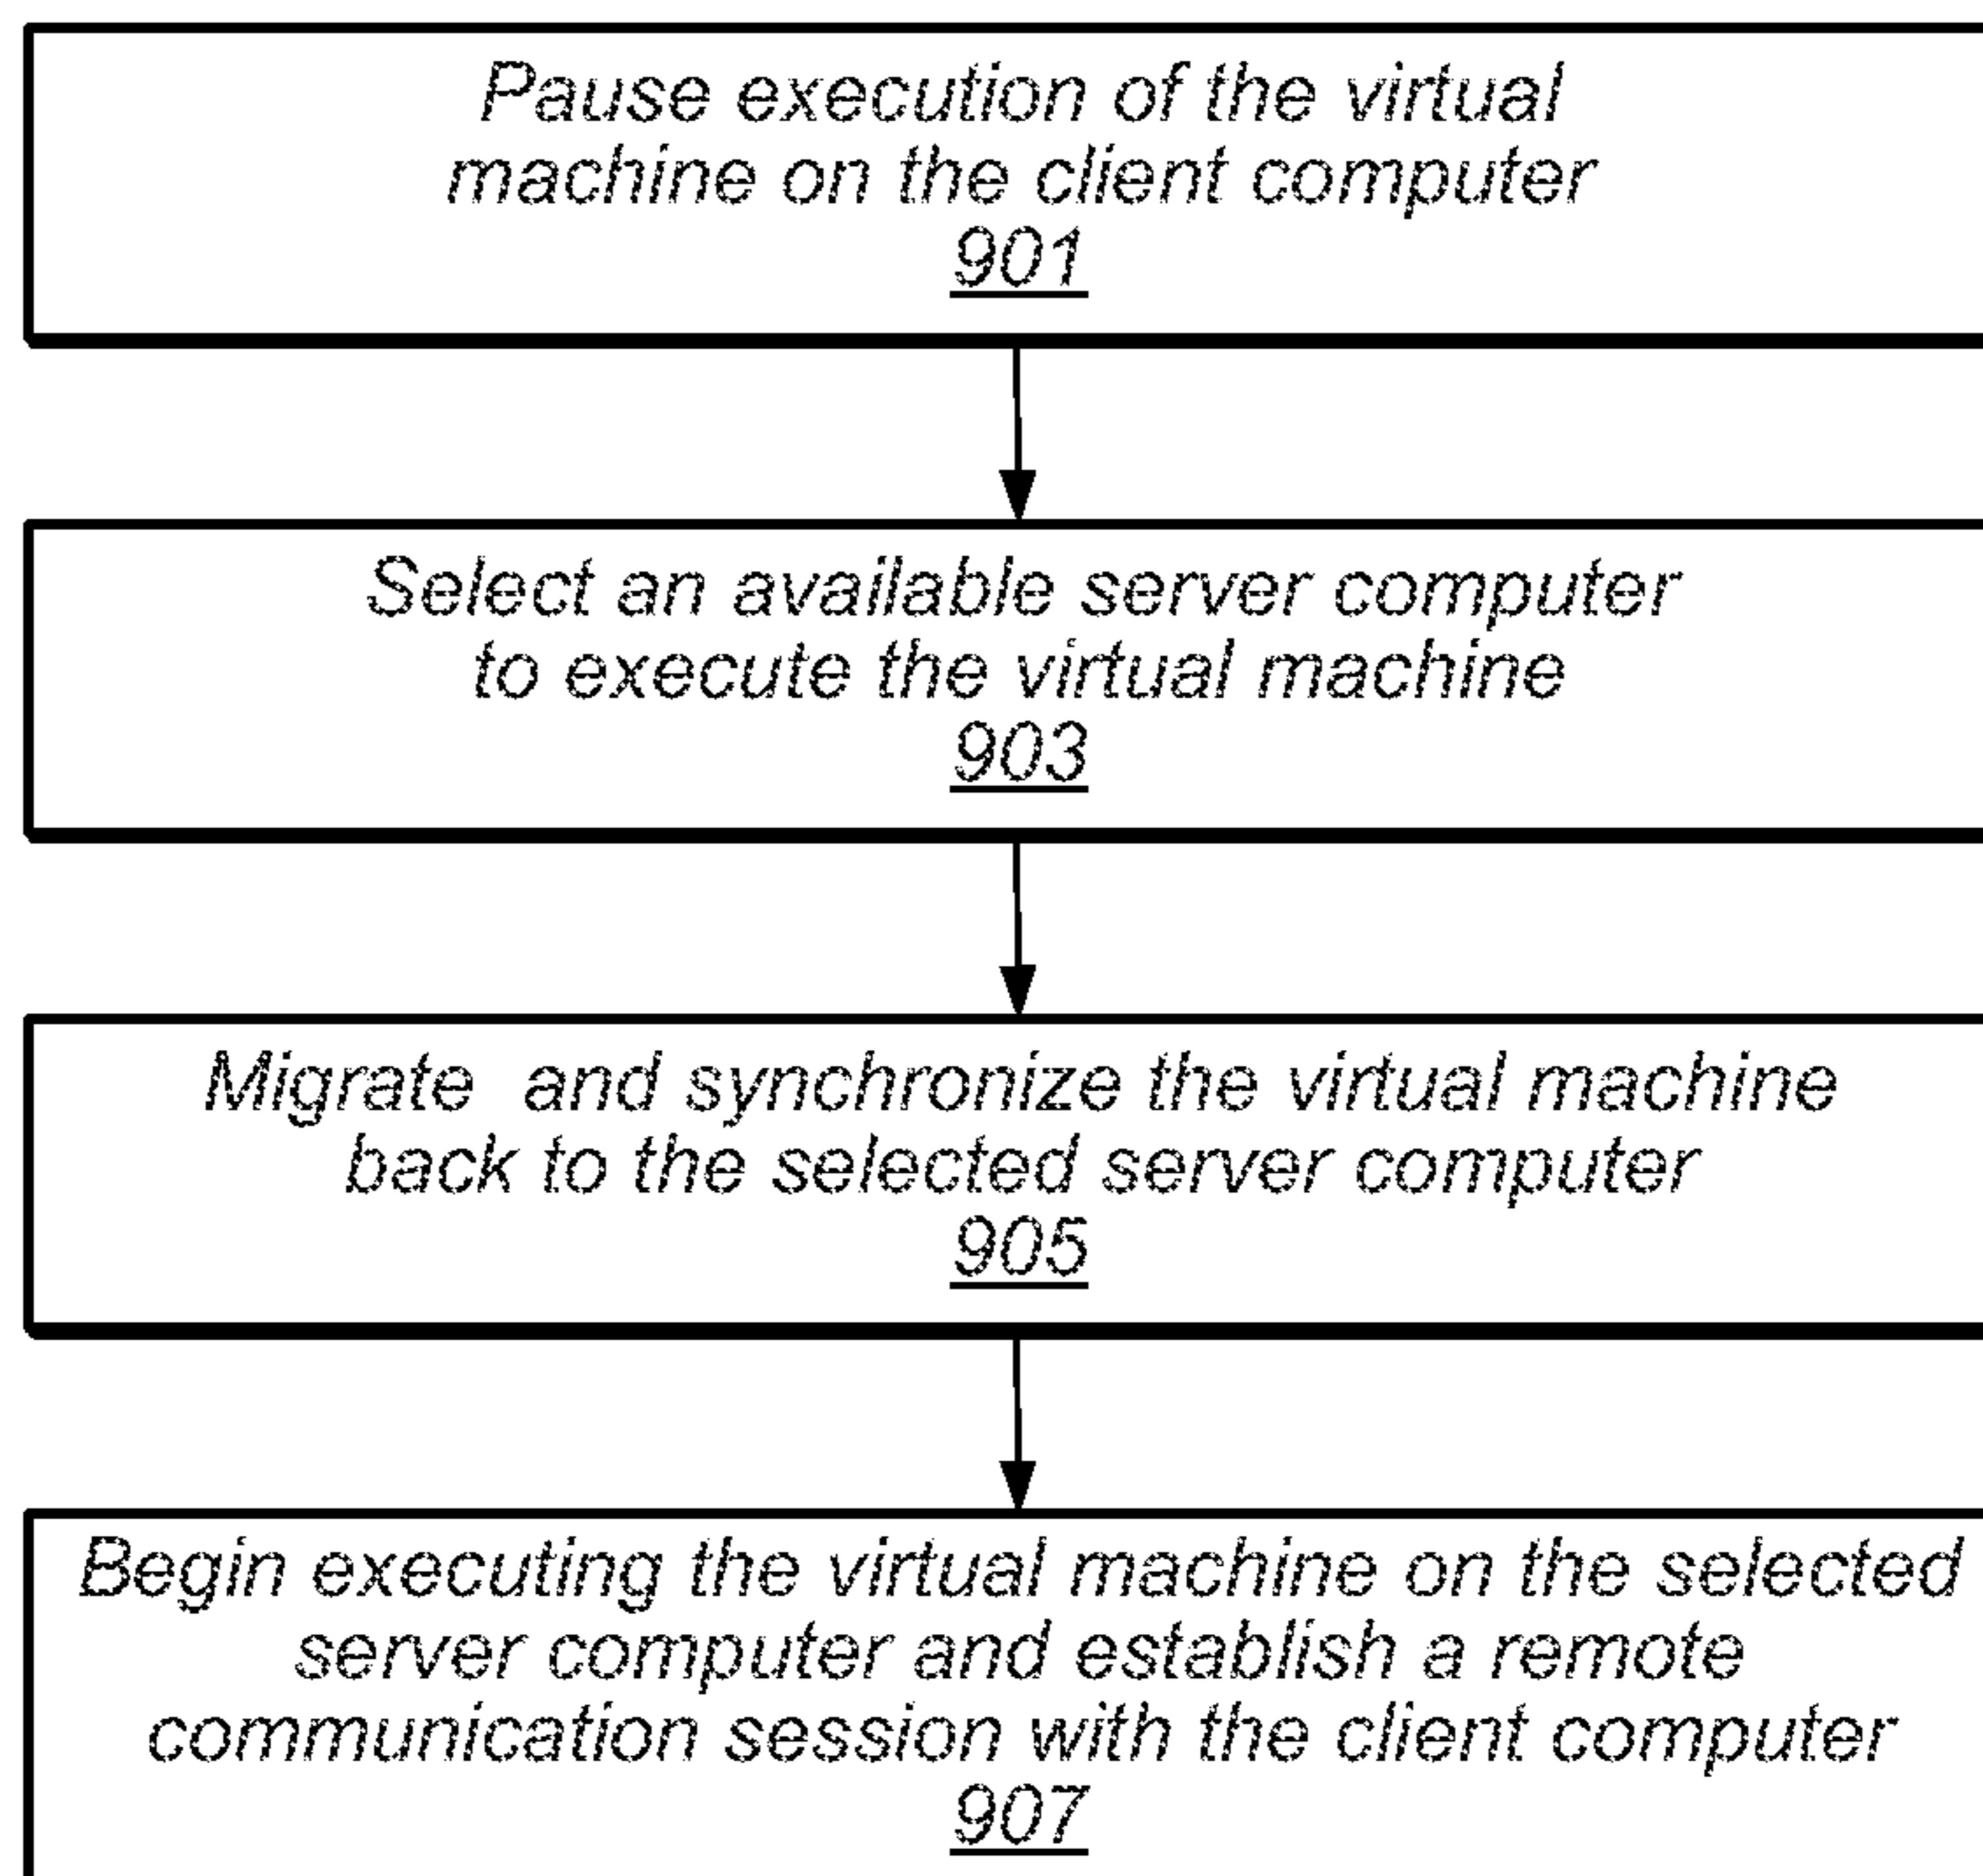 Pause execution of the virtual
machine on the client computer
901
Select an available server computer
to execute the virtual machine
903
Migrate and synchronize the virtual machine
back to the selected server computer
905
Begin executing the virtual machine on the selected
server computer and establish a remote
communication session with the client computer
907